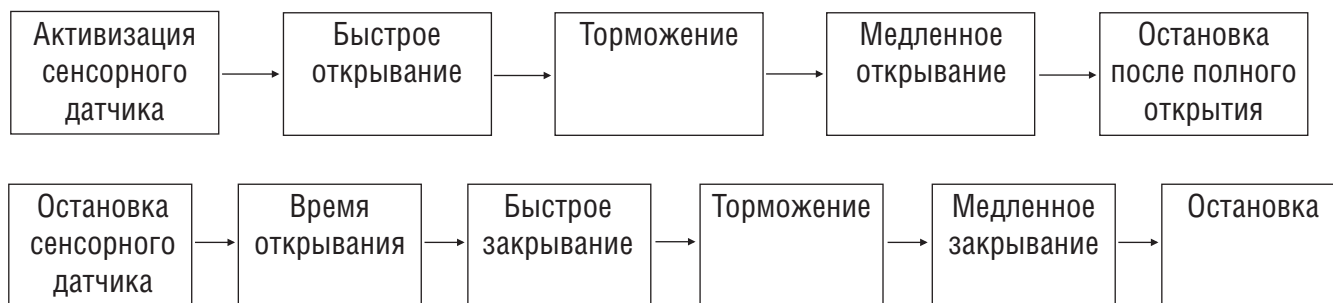 Активизация
сенсорного
датчика
Быстрое
открывание
Торможение
Медленное
открывание
Остановка
после полного
открытия
Остановка
сенсорного
датчика
Время
открывания
Быстрое
закрывание
Торможение
Медленное
закрывание
Остановка